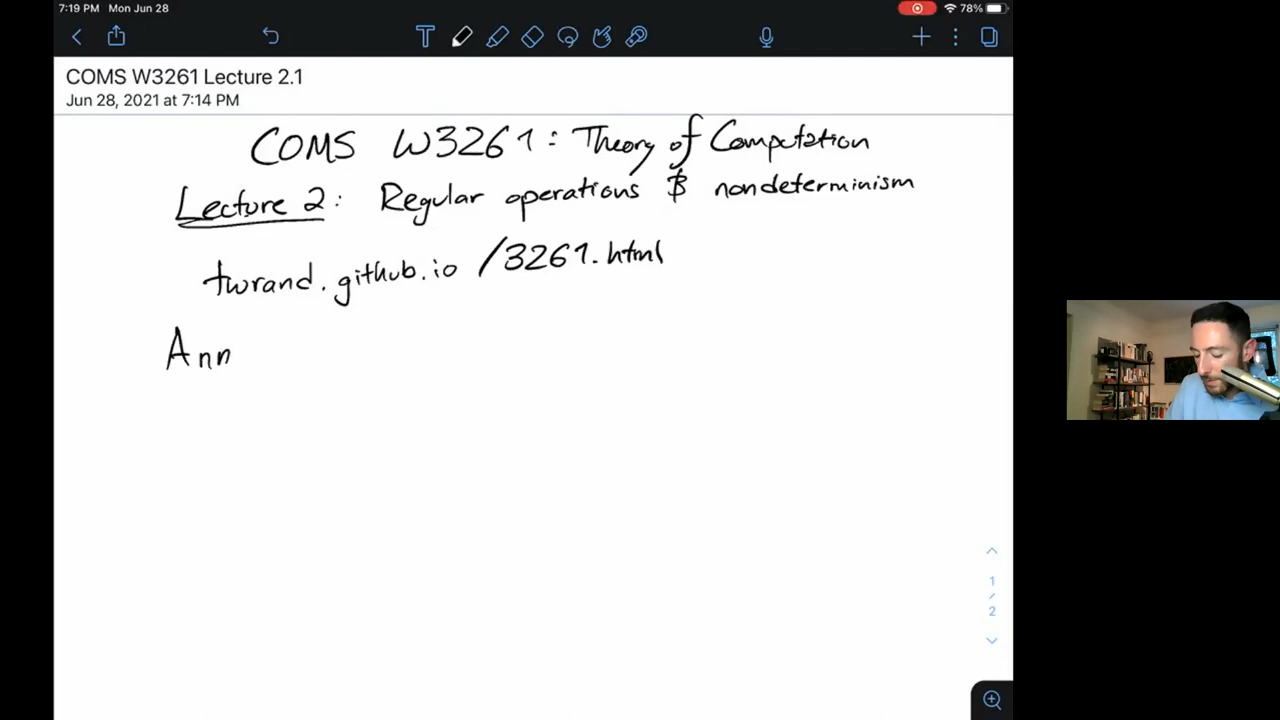 7:19 PM Mon Jun 28
78%
COMS W3261 Lecture 2.1
Jun 28, 2021 at 7:14 PM
COMS W3261: Theory of Computation
Lecture 2: Regular operations & nondeterminism
twrand.github.io/3261.html
Ann
1
/
2